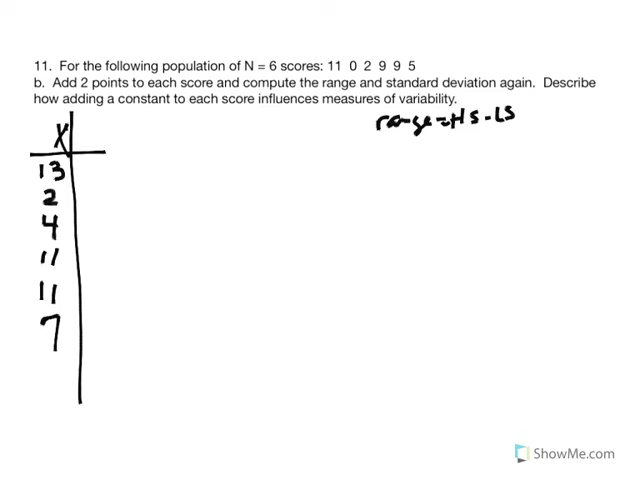 11. For the following population of N = 6 scores: 11 0 2 9 9 5
b. Add 2 points to each score and compute the range and standard deviation again. Describe
how adding a constant to each score influences measures of variability.
range = HS - LS
X
13
2
4
11
11
7
ShowMe.com